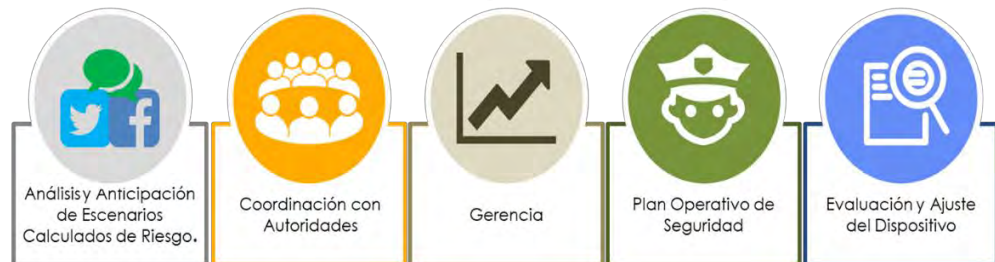 Análisis y Anticipación
de Escenarios
Calculados de Riesgo.
Coordinación con
Autoridades
Gerencia
Plan Operativo de
Seguridad
Evaluación y Ajuste
del Dispositivo